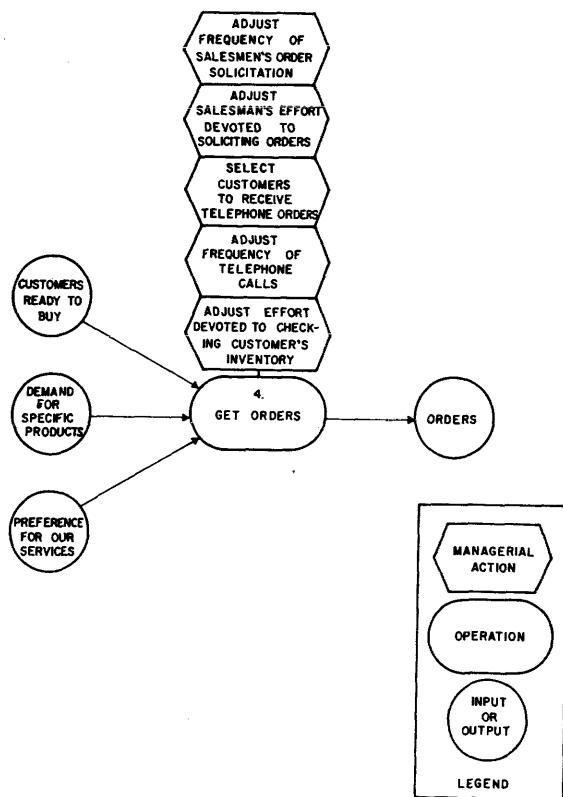 ADJUST
FREQUENCY OF
SALESMEN'S ORDER
SOLICITATION
ADJUST
SALESMAN'S EFFORT
DEVOTED TO
SOLICITING ORDERS
SELECT
CUSTOMERS
TO RECEIVE
TELEPHONE ORDERS
ADJUST
FREQUENCY OF
TELEPHONE
CALLS
ADJUST EFFORT
DEVOTED TO CHECK-
ING CUSTOMER'S
INVENTORY
CUSTOMERS
READY TO
BUY
DEMAND
FOR
SPECIFIC
PRODUCTS
PREFERENCE
FOR OUR
SERVICES
4.
GET ORDERS
ORDERS
MANAGERIAL
ACTION
OPERATION
INPUT
OR
OUTPUT
LEGEND